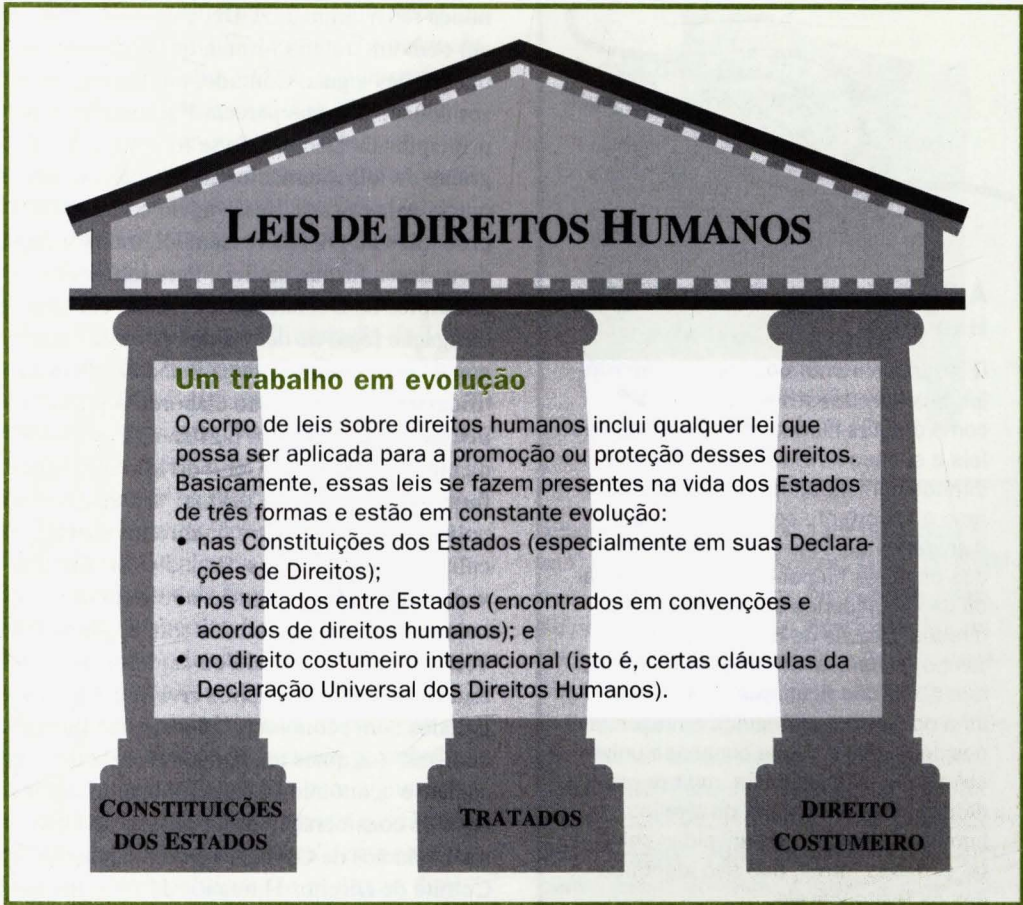 LEIS DE DIREITOS HUMANOS
Um trabalho em evolução
O corpo de leis sobre direitos humanos inclui qualquer lei que
possa ser aplicada para a promoção ou proteção desses direitos.
Basicamente, essas leis se fazem presentes na vida dos Estados
de três formas e estão em constante evolução:
• nas Constituições dos Estados (especialmente em suas Declara-
ções de Direitos);
• nos tratados entre Estados (encontrados em convenções e
acordos de direitos humanos); e
• no direito costumeiro internacional (isto é, certas cláusulas da
Declaração Universal dos Direitos Humanos).
CONSTITUIÇÕES
DOS ESTADOS
TRATADOS
DIREITO
COSTUMEIRO